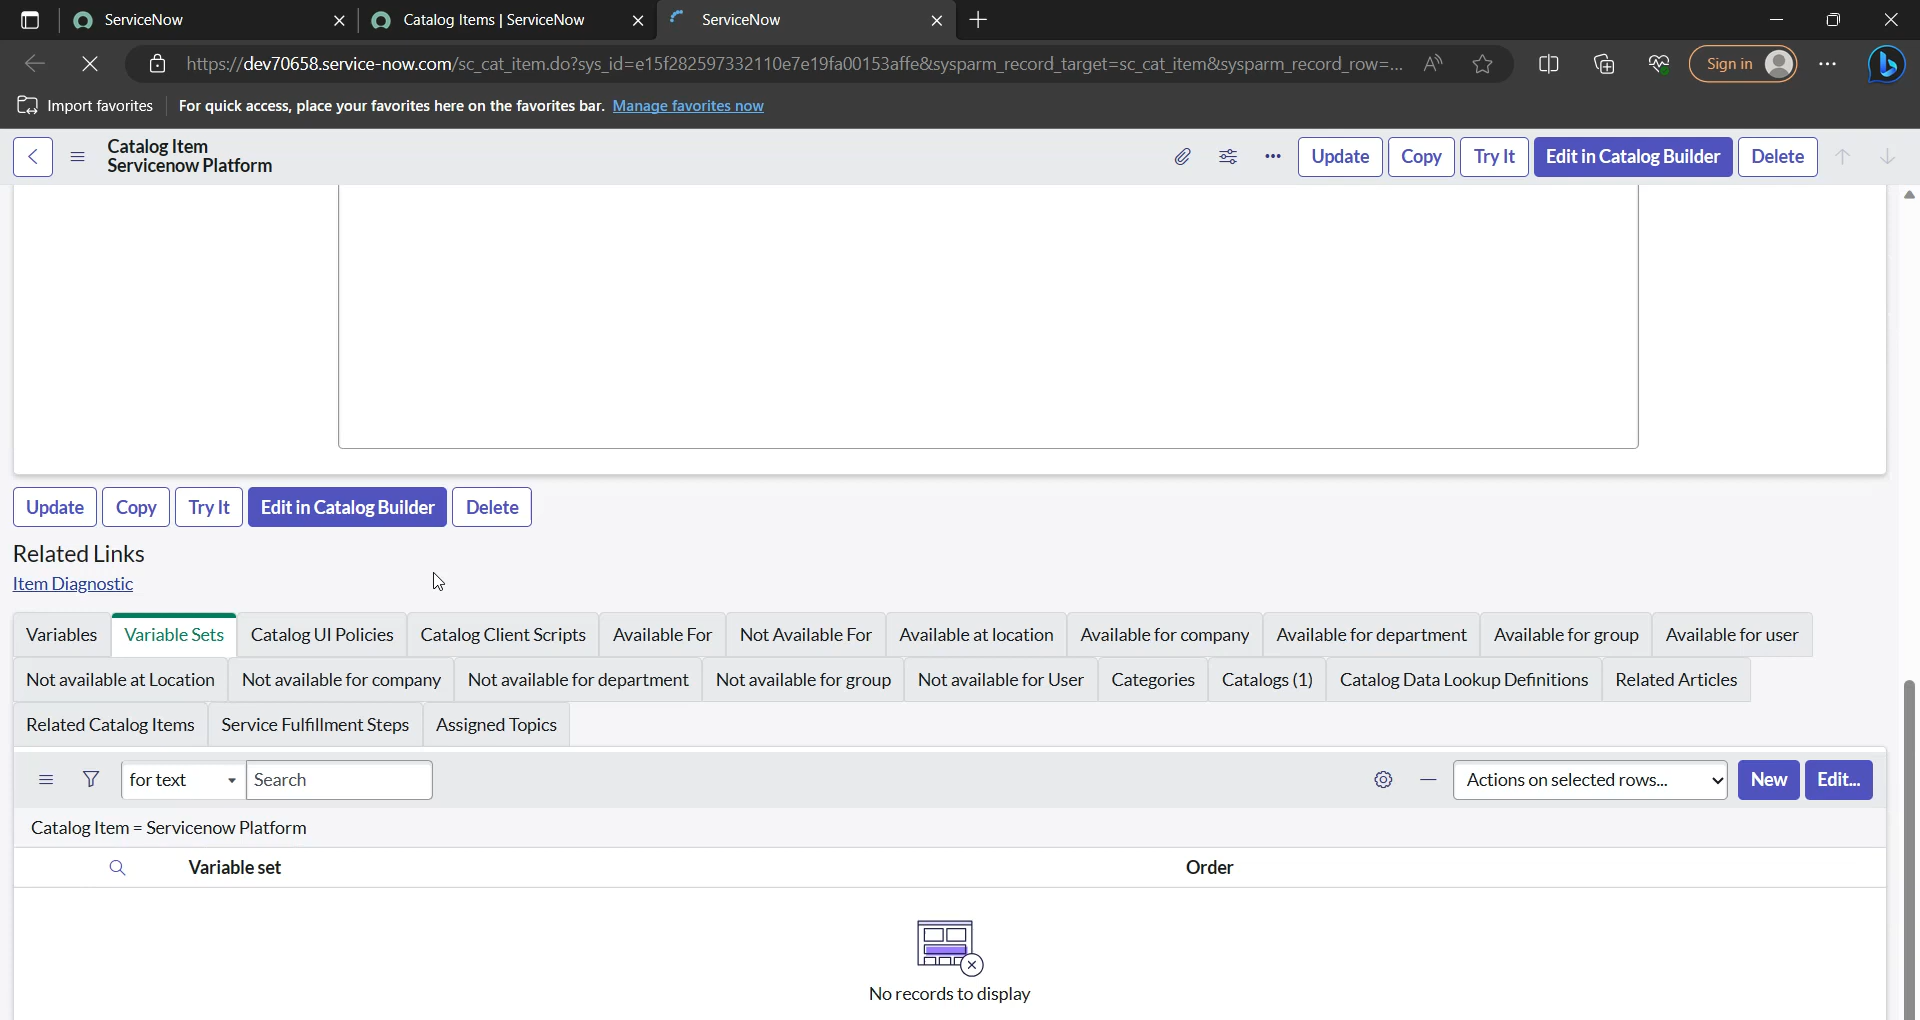 ServiceNow
Catalog Items | ServiceNow
ServiceNow
https://dev70658.service-now.com/sc_cat_item.do?sys_id=e15f282597332110e7e19fa00153affe&sysparm_record_target=sc_cat_item&sysparm_record_row=...
Sign in
Import favorites
For quick access, place your favorites here on the favorites bar. Manage favorites now
Catalog Item
Servicenow Platform
Update Copy Try It Edit in Catalog Builder Delete
Update Copy Try It Edit in Catalog Builder Delete
Related Links
Item Diagnostic
Variables Variable Sets Catalog UI Policies Catalog Client Scripts Available For Not Available For Available at location Available for company Available for department Available for group Available for user
Not available at Location Not available for company Not available for department Not available for group Not available for User Categories Catalogs (1) Catalog Data Lookup Definitions Related Articles
Related Catalog Items Service Fulfillment Steps Assigned Topics
for text Search Actions on selected rows... New Edit...
Catalog Item = Servicenow Platform
Variable set Order
No records to display